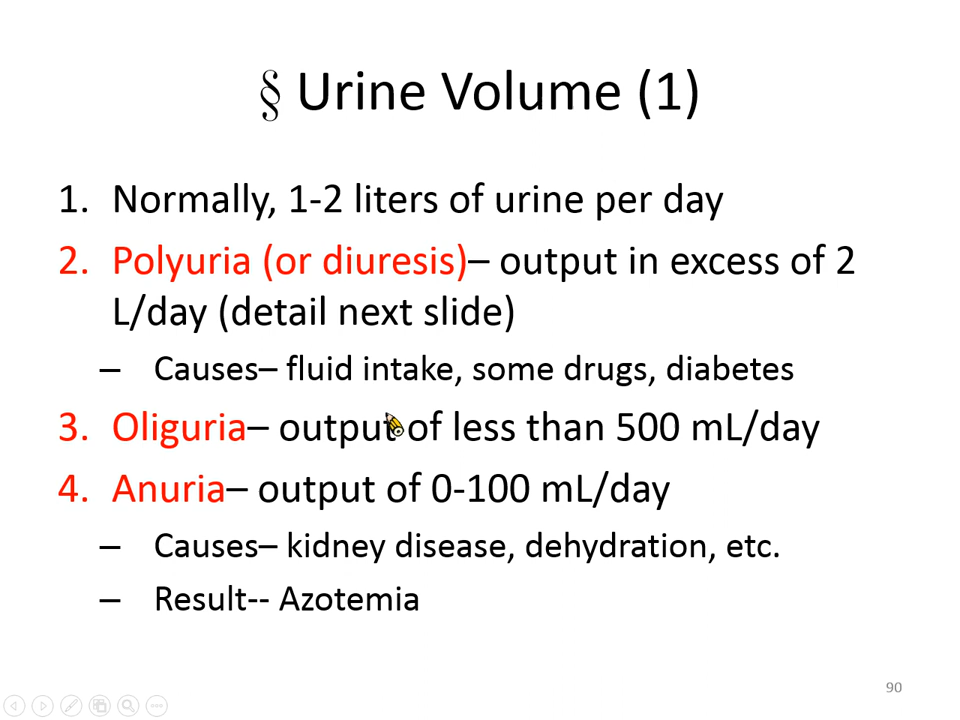 § Urine Volume (1)
1. Normally, 1-2 liters of urine per day
2. Polyuria (or diuresis)– output in excess of 2
L/day (detail next slide)
– Causes– fluid intake, some drugs, diabetes
3. Oliguria– output of less than 500 mL/day
4. Anuria– output of 0-100 mL/day
– Causes– kidney disease, dehydration, etc.
– Result-- Azotemia
90